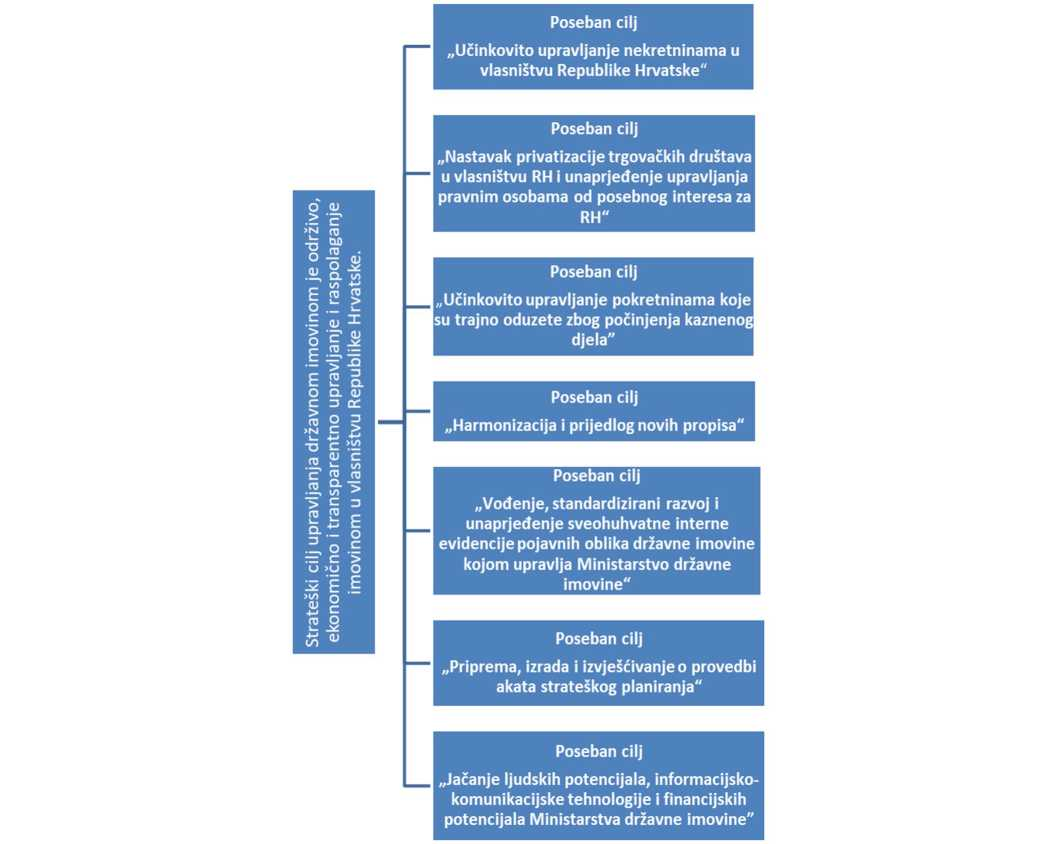 Strateški cilj upravljanja državnom imovinom je održivo,
ekonomično i transparentno upravljanje i raspolaganje
imovinom u vlasništvu Republike Hrvatske.
Poseban cilj
„Učinkovito upravljanje nekretninama u
vlasništvu Republike Hrvatske“
Poseban cilj
„Nastavak privatizacije trgovačkih društava
u vlasništvu RH i unaprjeđenje upravljanja
pravnim osobama od posebnog interesa za
RH“
Poseban cilj
„Učinkovito upravljanje pokretninama koje
su trajno oduzete zbog počinjenja kaznenog
djela”
Poseban cilj
„Harmonizacija i prijedlog novih propisa“
Poseban cilj
„Vođenje, standardizirani razvoj i
unaprjeđenje sveohuhvatne interne
evidencije pojavnih oblika državne imovine
kojom upravlja Ministarstvo državne
imovine“
Poseban cilj
„Priprema, izrada i izvješćivanje o provedbi
akata strateškog planiranja“
Poseban cilj
„Jačanje ljudskih potencijala, informacijsko-
komunikacijske tehnologije i financijskih
potencijala Ministarstva državne imovine”